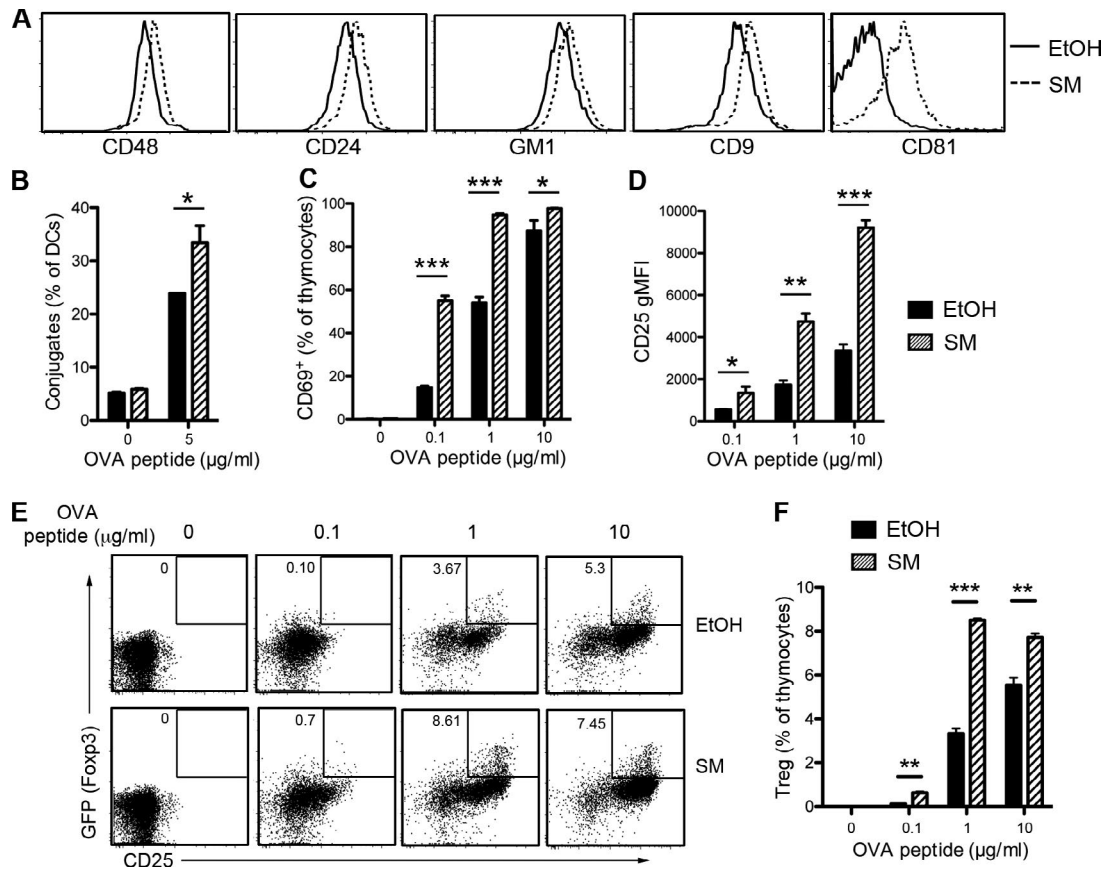 A
CD48
CD24
GM1
CD9
CD81
EtOH
SM
B
Conjugates (% of DCs)
40
30
20
10
0
*
0
5
OVA peptide (µg/ml)
C
CD69⁺ (% of thymocytes)
100
80
60
40
20
0
***
***
*
0
0.1
1
10
OVA peptide (µg/ml)
D
CD25 gMFI
10000
8000
6000
4000
2000
0
*
**
***
0.1
1
10
OVA peptide (µg/ml)
EtOH
SM
E
OVA
peptide (µg/ml)
0
0.1
1
10
0
0.10
3.67
5.3
EtOH
0
0.7
8.61
7.45
SM
GFP (Foxp3)
CD25
F
EtOH
SM
Treg (% of thymocytes)
10
8
6
4
2
0
**
***
**
0
0.1
1
10
OVA peptide (µg/ml)